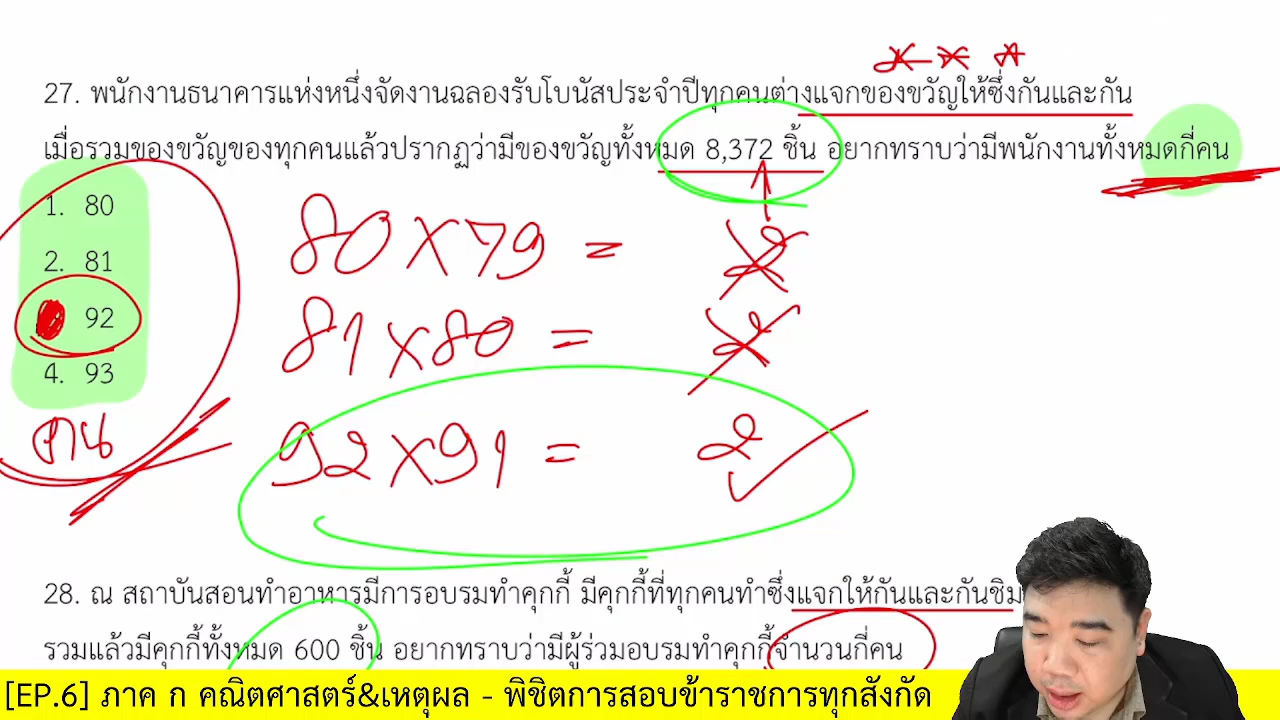 27. พนักงานธนาคารแห่งหนึ่งจัดงานฉลองรับโบนัสประจำปีทุกคนต่างแจกของขวัญให้ซึ่งกันและกัน
เมื่อรวมของขวัญของทุกคนแล้วปรากฏว่ามีของขวัญทั้งหมด 8,372 ชิ้น อยากทราบว่ามีพนักงานทั้งหมดกี่คน
1. 80
2. 81
92
4. 93
80 × 79 = 2
81 × 80 =
92 × 91 = 2
28. ณ สถาบันสอนทำอาหารมีการอบรมทำคุกกี้ มีคุกกี้ที่ทุกคนทำซึ่งแจกให้กันและกันชิม
รวมแล้วมีคุกกี้ทั้งหมด 600 ชิ้น อยากทราบว่ามีผู้ร่วมอบรมทำคุกกี้จำนวนกี่คน
[EP.6] ภาค ก คณิตศาสตร์&เหตุผล - พิชิตการสอบข้าราชการทุกสังกัด